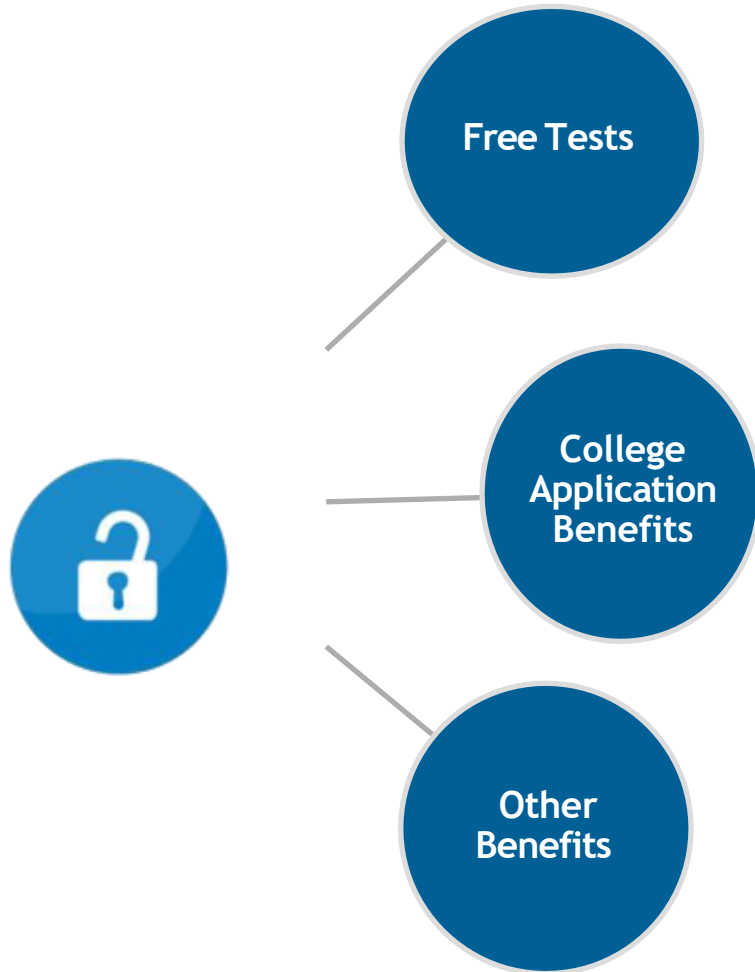 Free Tests
College
Application
Benefits
Other
Benefits